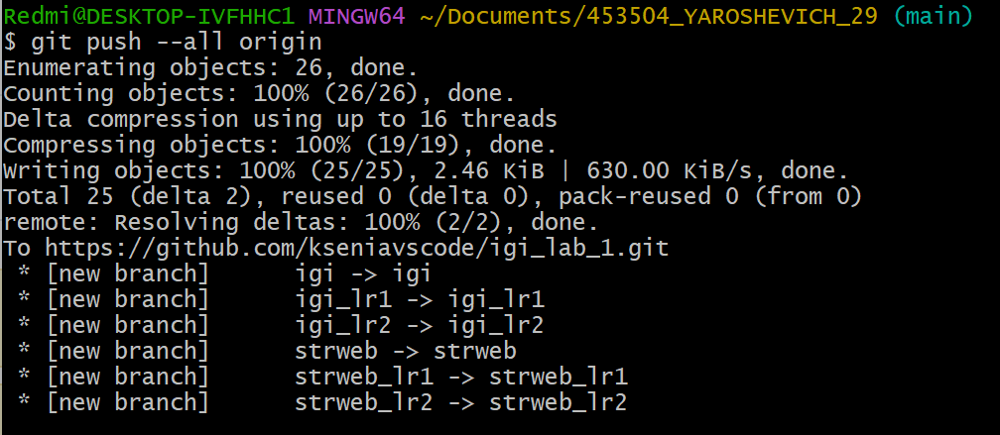 Redmi@DESKTOP-IVFHHC1 MINGW64 ~/Documents/453504_YAROSHEVICH_29 (main)
$ git push --all origin
Enumerating objects: 26, done.
Counting objects: 100% (26/26), done.
Delta compression using up to 16 threads
Compressing objects: 100% (19/19), done.
Writing objects: 100% (25/25), 2.46 KiB | 630.00 KiB/s, done.
Total 25 (delta 2), reused 0 (delta 0), pack-reused 0 (from 0)
remote: Resolving deltas: 100% (2/2), done.
To https://github.com/kseniavscode/igi_lab_1.git
 * [new branch]      igi -> igi
 * [new branch]      igi_lr1 -> igi_lr1
 * [new branch]      igi_lr2 -> igi_lr2
 * [new branch]      strweb -> strweb
 * [new branch]      strweb_lr1 -> strweb_lr1
 * [new branch]      strweb_lr2 -> strweb_lr2